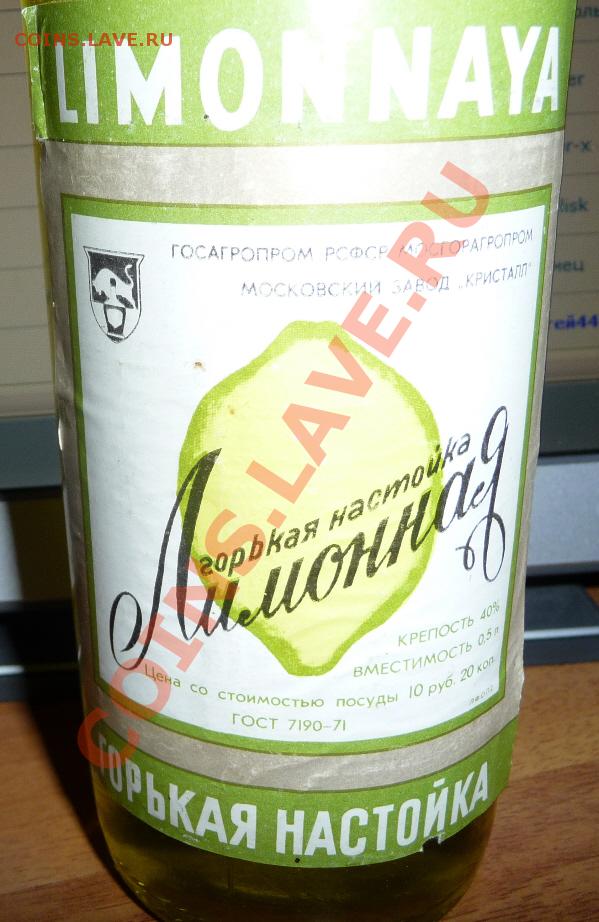 COINS.LAVE.RU
LIMONNAYA
ГОСАГРОПРОМ РСФСР МОСГОРАГРОПРОМ
МОСКОВСКИЙ ЗАВОД „КРИСТАЛЛ"
горькая настойка
Лимонная
КРЕПОСТЬ 40%
ВМЕСТИМОСТЬ 0,5 л
Цена со стоимостью посуды 10 руб. 20 коп.
ГОСТ 7190-71
ГОРЬКАЯ НАСТОЙКА
COINS.LAVE.RU